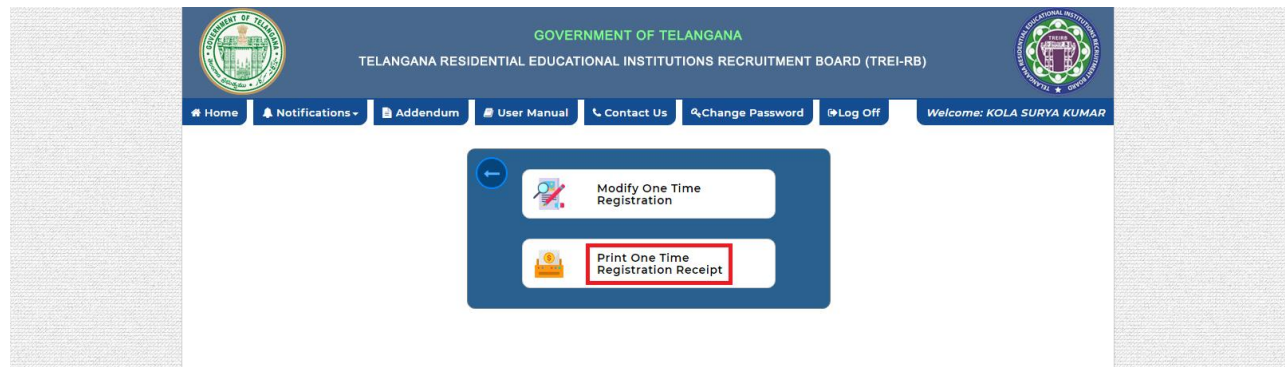 GOVERNMENT OF TELANGANA
TELANGANA RESIDENTIAL EDUCATIONAL INSTITUTIONS RECRUITMENT BOARD (TREI-RB)
Home Notifications Addendum User Manual Contact Us Change Password Log Off Welcome: KOLA SURYA KUMAR
Modify One Time
Registration
Print One Time
Registration Receipt